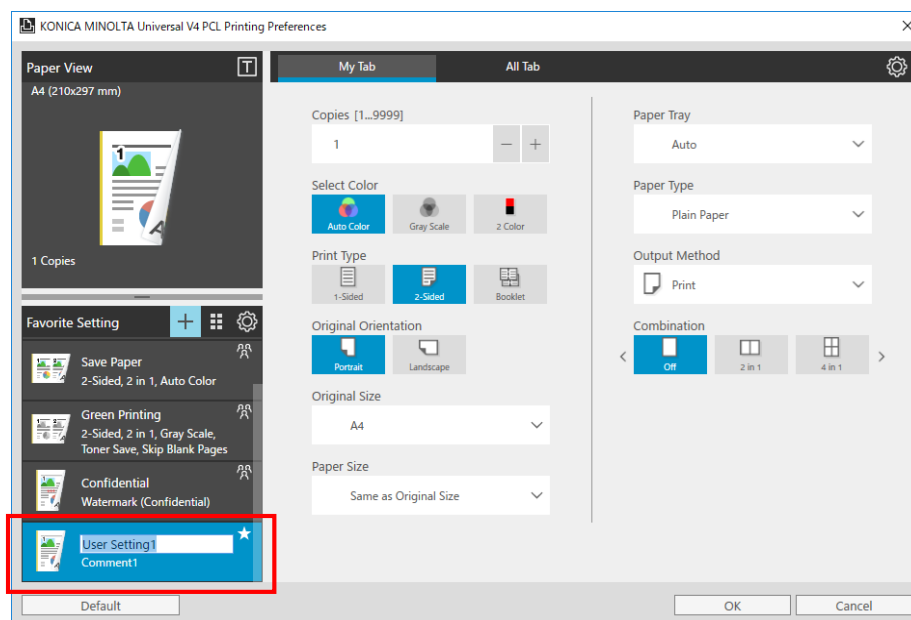 KONICA MINOLTA Universal V4 PCL Printing Preferences
Paper View
T
A4 (210x297 mm)
1
A
1 Copies
Favorite Setting
Save Paper
2-Sided, 2 in 1, Auto Color
Green Printing
2-Sided, 2 in 1, Gray Scale,
Toner Save, Skip Blank Pages
Confidential
Watermark (Confidential)
User Setting1
Comment1
Default
My Tab
All Tab
Copies [1...9999]
1
Select Color
Auto Color
Gray Scale
2 Color
Print Type
1-Sided
2-Sided
Booklet
Original Orientation
Portrait
Landscape
Original Size
A4
Paper Size
Same as Original Size
Paper Tray
Auto
Paper Type
Plain Paper
Output Method
Print
Combination
Off
2 in 1
4 in 1
OK
Cancel